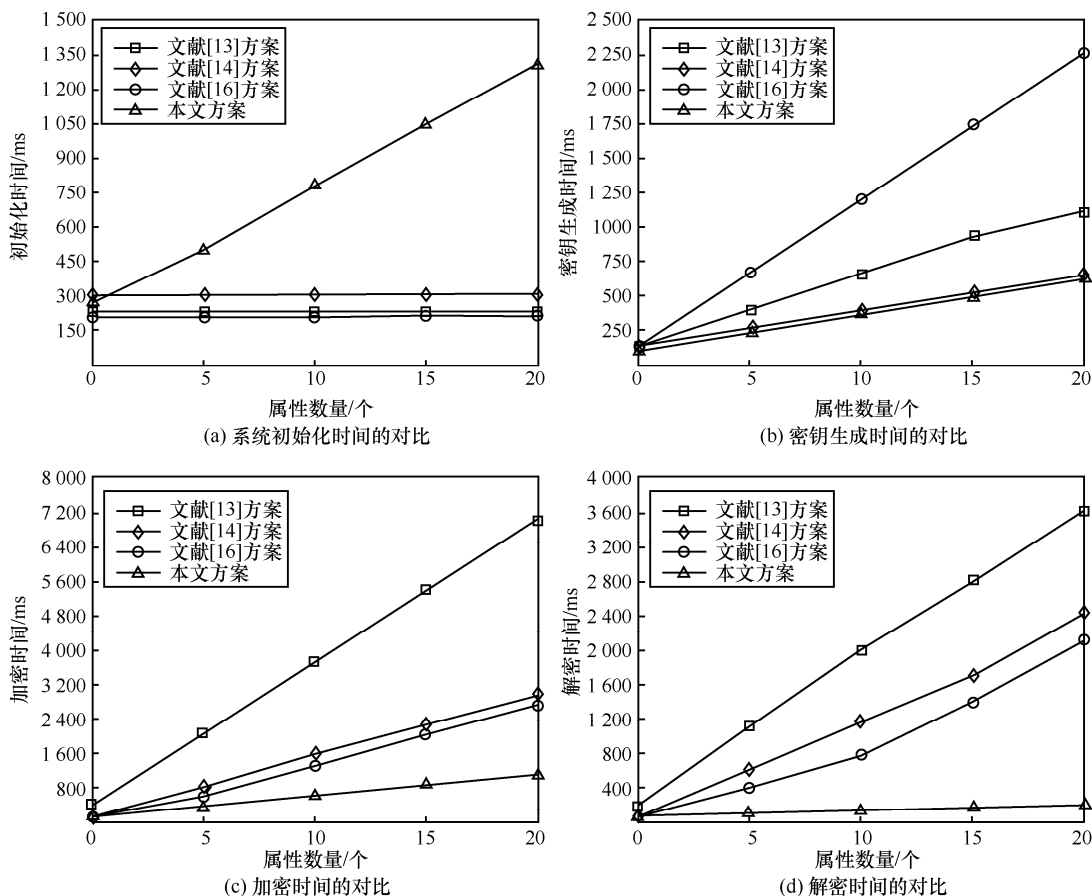 1 500
1 350
1 200
1 050
900
750
600
450
300
150
初始化时间/ms
文献[13]方案
文献[14]方案
文献[16]方案
本文方案
0 5 10 15 20
属性数量/个
(a) 系统初始化时间的对比
2 500
2 250
2 000
1 750
1 500
1 250
1000
750
500
250
密钥生成时间/ms
文献[13]方案
文献[14]方案
文献[16]方案
本文方案
0 5 10 15 20
属性数量/个
(b) 密钥生成时间的对比
8 000
7 200
6 400
5 600
4 800
4 000
3 200
2 400
1 600
800
加密时间/ms
文献[13]方案
文献[14]方案
文献[16]方案
本文方案
0 5 10 15 20
属性数量/个
(c) 加密时间的对比
4 000
3 600
3 200
2 800
2 400
2 000
1 600
1 200
800
400
解密时间/ms
文献[13]方案
文献[14]方案
文献[16]方案
本文方案
0 5 10 15 20
属性数量/个
(d) 解密时间的对比